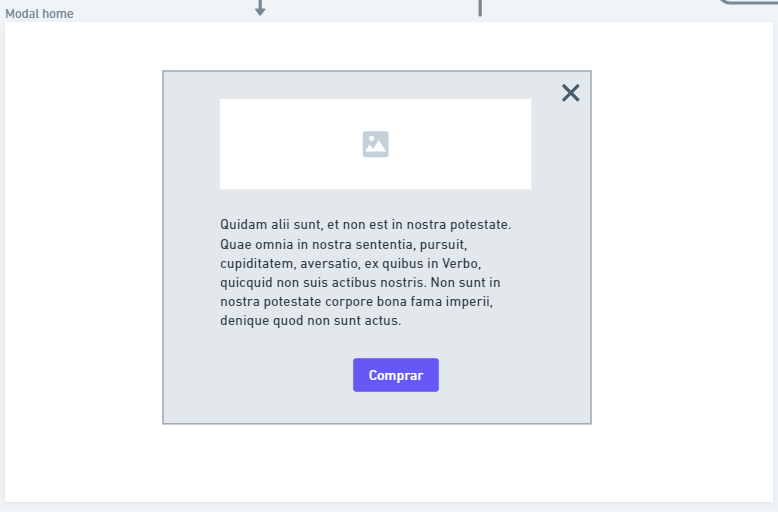 Modal home
Quidam alii sunt, et non est in nostra potestate.
Quae omnia in nostra sententia, pursuit,
cupiditatem, aversatio, ex quibus in Verbo,
quicquid non suis actibus nostris. Non sunt in
nostra potestate corpore bona fama imperii,
denique quod non sunt actus.
Comprar